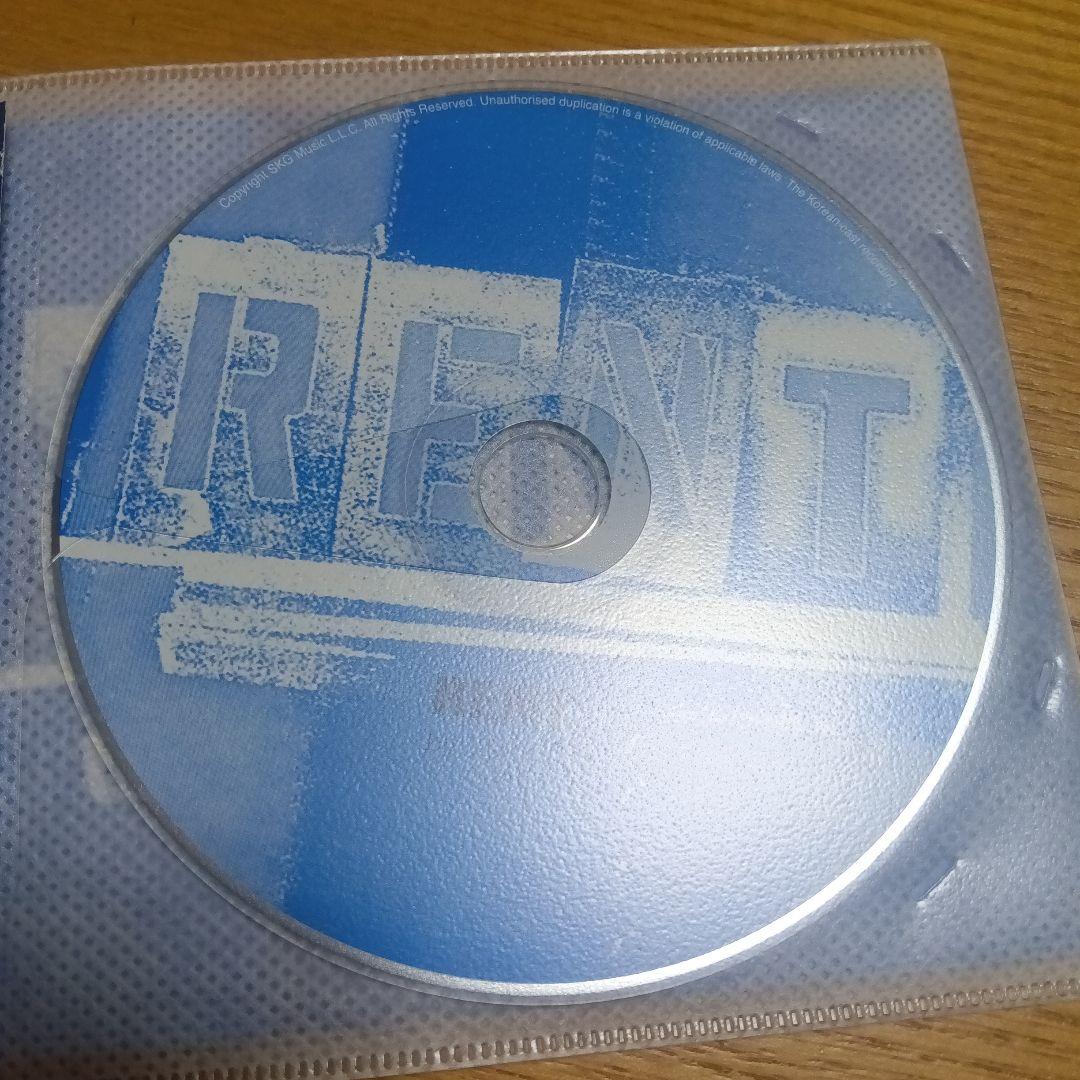 Copyright SKG Music L.L.C. All Rights Reserved. Unauthorised duplication is a violation of applicable laws. The Korean-cast recording
RENT